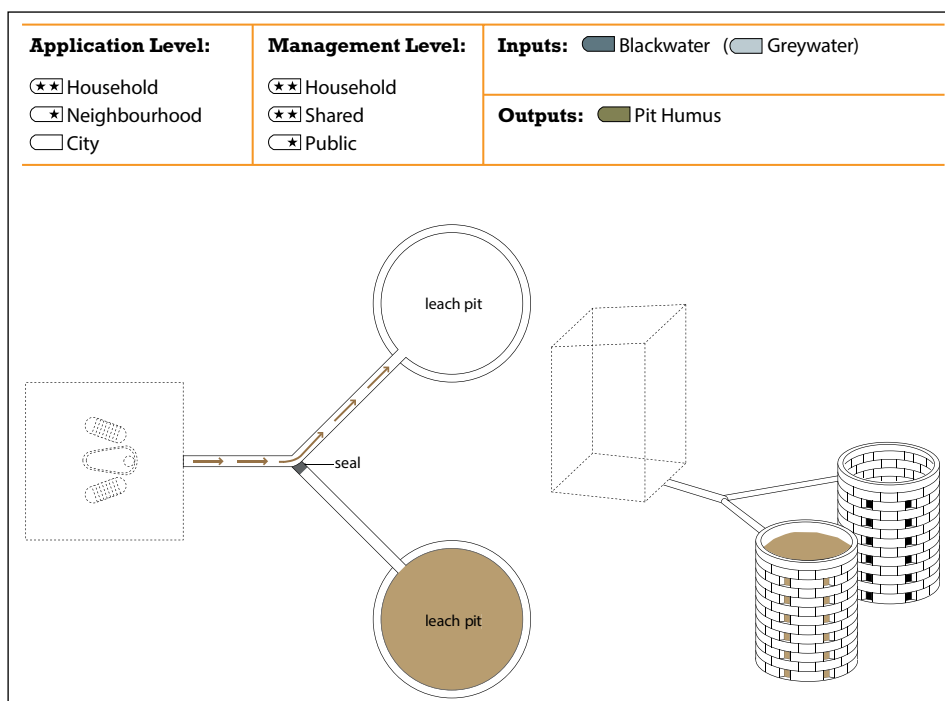 Application Level:
★★ Household
★ Neighbourhood
City
Management Level:
★★ Household
★★ Shared
★ Public
Inputs: Blackwater (Greywater)
Outputs: Pit Humus
leach pit
seal
leach pit